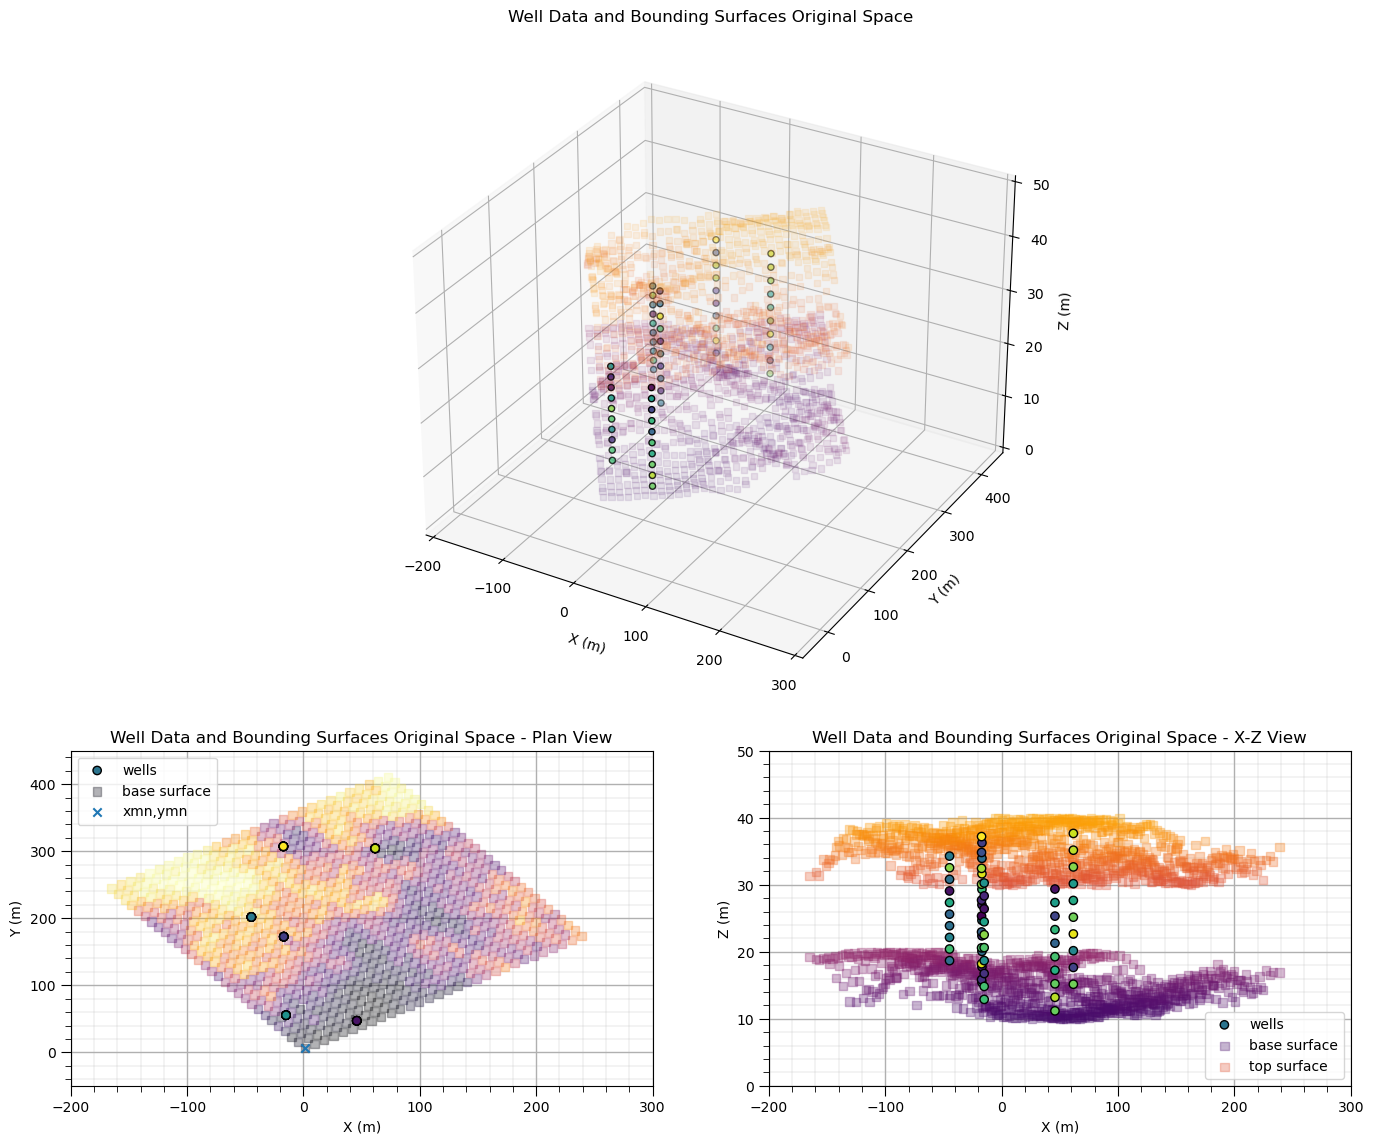 Well Data and Bounding Surfaces Original Space
50
40
30
20
10
0
Z (m)
400
300
200
100
0
Y (m)
−200
−100
0
100
200
300
X (m)
Well Data and Bounding Surfaces Original Space - Plan View
wells
base surface
xmn,ymn
400
300
200
100
0
Y (m)
−200
−100
0
100
200
300
X (m)
Well Data and Bounding Surfaces Original Space - X-Z View
50
40
30
20
10
0
Z (m)
wells
base surface
top surface
−200
−100
0
100
200
300
X (m)